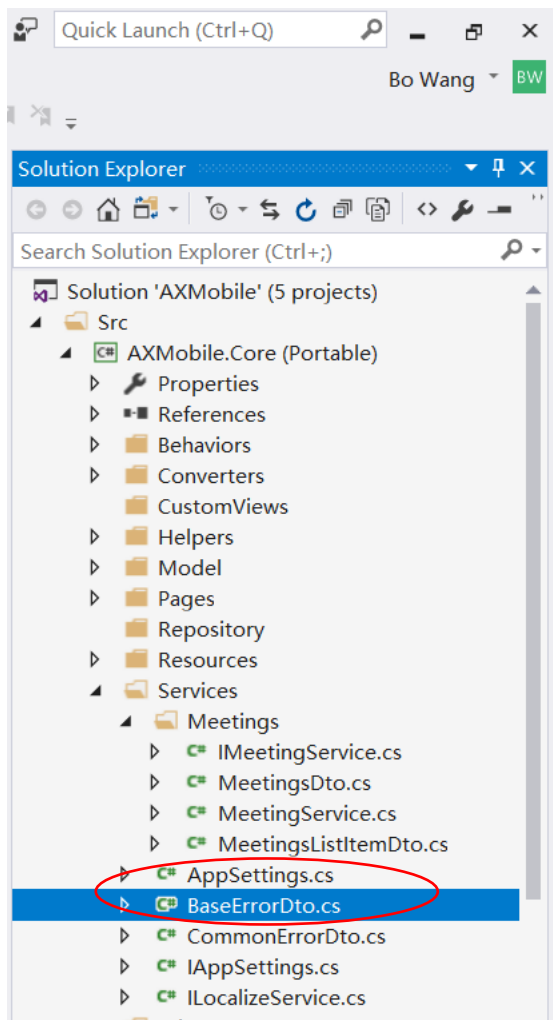 Quick Launch (Ctrl+Q)
Bo Wang BW
Solution Explorer
Search Solution Explorer (Ctrl+;)
Solution 'AXMobile' (5 projects)
Src
C# AXMobile.Core (Portable)
Properties
References
Behaviors
Converters
CustomViews
Helpers
Model
Pages
Repository
Resources
Services
Meetings
C# IMeetingService.cs
C# MeetingsDto.cs
C# MeetingService.cs
C# MeetingsListItemDto.cs
C# AppSettings.cs
C# BaseErrorDto.cs
C# CommonErrorDto.cs
C# IAppSettings.cs
C# ILocalizeService.cs